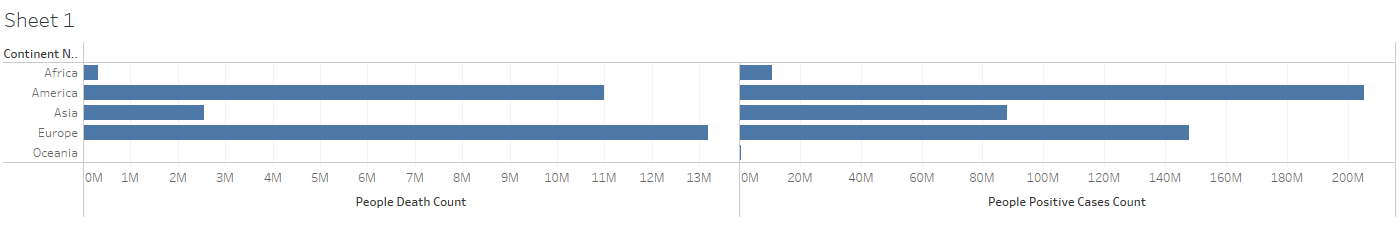 Sheet 1
Continent N..
Africa
America
Asia
Europe
Oceania
0M 1M 2M 3M 4M 5M 6M 7M 8M 9M 10M 11M 12M 13M
0M 20M 40M 60M 80M 100M 120M 140M 160M 180M 200M
People Death Count
People Positive Cases Count